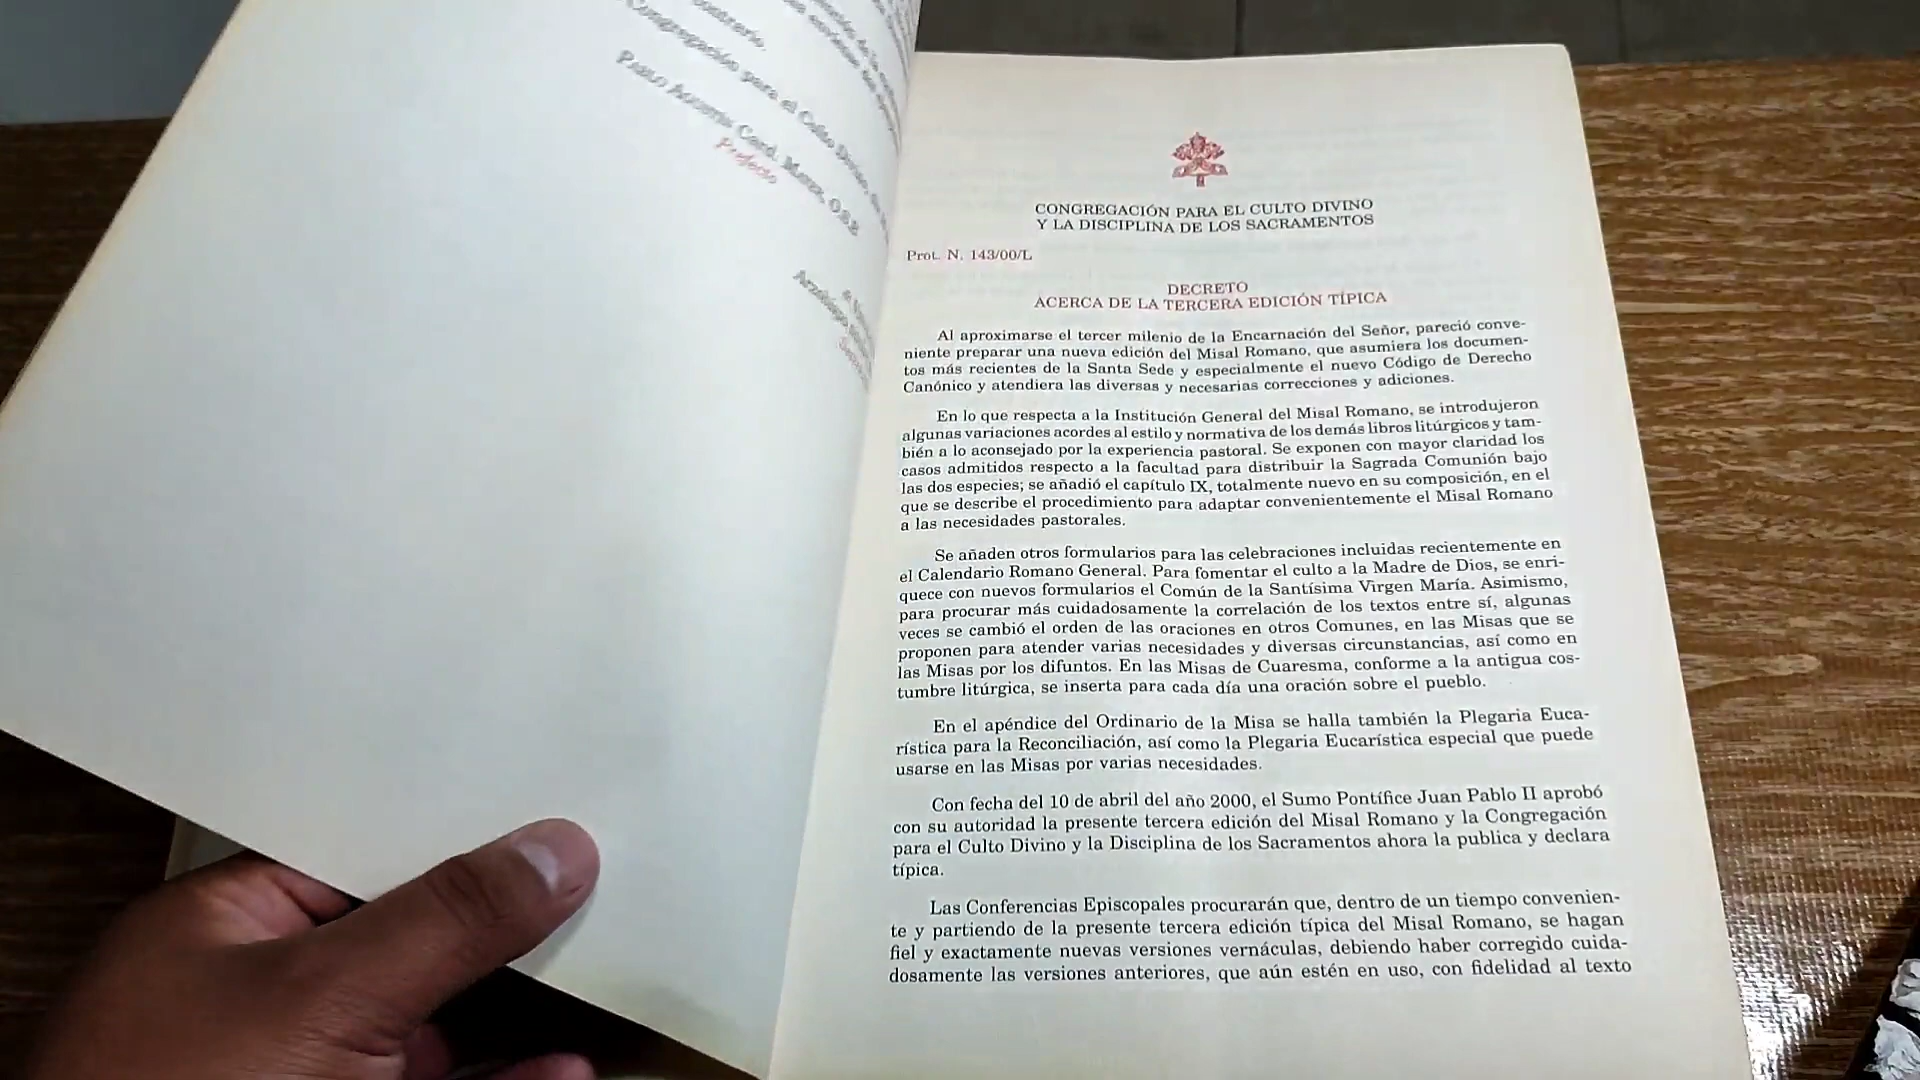 contrario.
Congregación para el Culto Divino,
Card. Mayer, O.S.B.
Prefecto
CONGREGACIÓN PARA EL CULTO DIVINO
Y LA DISCIPLINA DE LOS SACRAMENTOS
Prot. N. 143/00/L
DECRETO
ACERCA DE LA TERCERA EDICIÓN TÍPICA
Al aproximarse el tercer milenio de la Encarnación del Señor, pareció conve-
niente preparar una nueva edición del Misal Romano, que asumiera los documen-
tos más recientes de la Santa Sede y especialmente el nuevo Código de Derecho
Canónico y atendiera las diversas y necesarias correcciones y adiciones.
En lo que respecta a la Institución General del Misal Romano, se introdujeron
algunas variaciones acordes al estilo y normativa de los demás libros litúrgicos y tam-
bién a lo aconsejado por la experiencia pastoral. Se exponen con mayor claridad los
casos admitidos respecto a la facultad para distribuir la Sagrada Comunión bajo
las dos especies; se añadió el capítulo IX, totalmente nuevo en su composición, en el
que se describe el procedimiento para adaptar convenientemente el Misal Romano
a las necesidades pastorales.
Se añaden otros formularios para las celebraciones incluidas recientemente en
el Calendario Romano General. Para fomentar el culto a la Madre de Dios, se enri-
quece con nuevos formularios el Común de la Santísima Virgen María. Asimismo,
para procurar más cuidadosamente la correlación de los textos entre sí, algunas
veces se cambió el orden de las oraciones en otros Comunes, en las Misas que se
proponen para atender varias necesidades y diversas circunstancias, así como en
las Misas por los difuntos. En las Misas de Cuaresma, conforme a la antigua cos-
tumbre litúrgica, se inserta para cada día una oración sobre el pueblo.
En el apéndice del Ordinario de la Misa se halla también la Plegaria Euca-
rística para la Reconciliación, así como la Plegaria Eucarística especial que puede
usarse en las Misas por varias necesidades.
Con fecha del 10 de abril del año 2000, el Sumo Pontífice Juan Pablo II aprobó
con su autoridad la presente tercera edición del Misal Romano y la Congregación
para el Culto Divino y la Disciplina de los Sacramentos ahora la publica y declara
típica.
Las Conferencias Episcopales procurarán que, dentro de un tiempo convenien-
te y partiendo de la presente tercera edición típica del Misal Romano, se hagan
fiel y exactamente nuevas versiones vernáculas, debiendo haber corregido cuida-
dosamente las versiones anteriores, que aún estén en uso, con fidelidad al texto